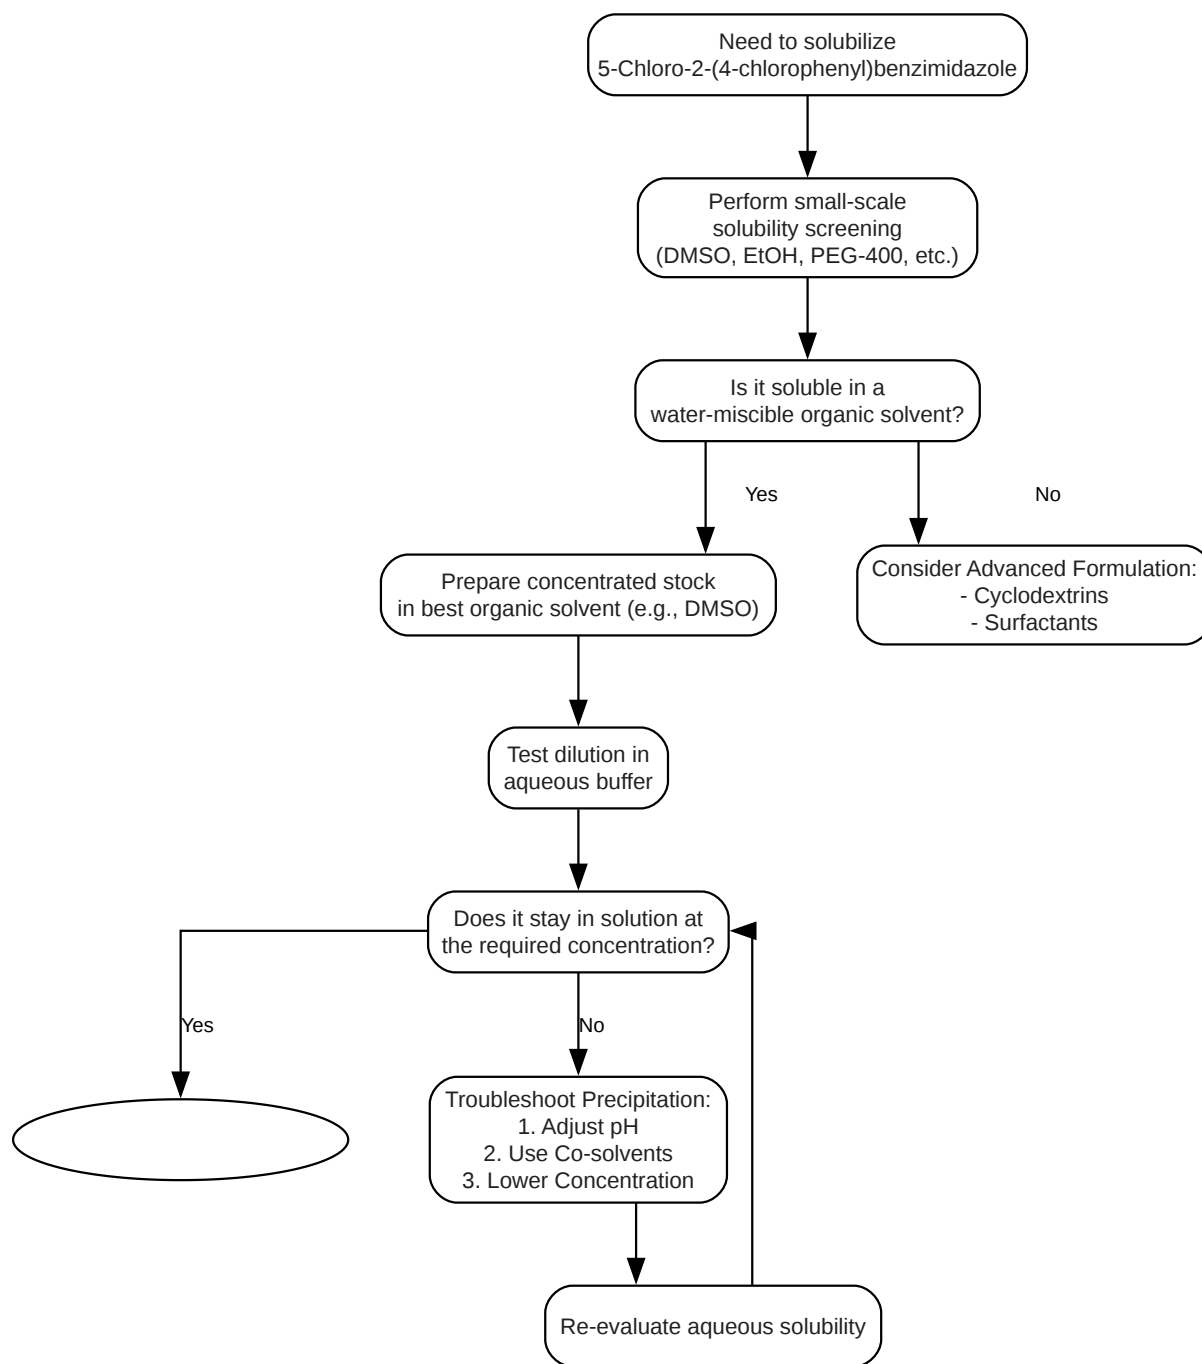 Need to solubilize
5-Chloro-2-(4-chlorophenyl)benzimidazole
Perform small-scale
solubility screening
(DMSO, EtOH, PEG-400, etc.)
Is it soluble in a
water-miscible organic solvent?
Yes
No
Prepare concentrated stock
in best organic solvent (e.g., DMSO)
Consider Advanced Formulation:
- Cyclodextrins
- Surfactants
Test dilution in
aqueous buffer
Does it stay in solution at
the required concentration?
Yes
No
Troubleshoot Precipitation:
1. Adjust pH
2. Use Co-solvents
3. Lower Concentration
Re-evaluate aqueous solubility